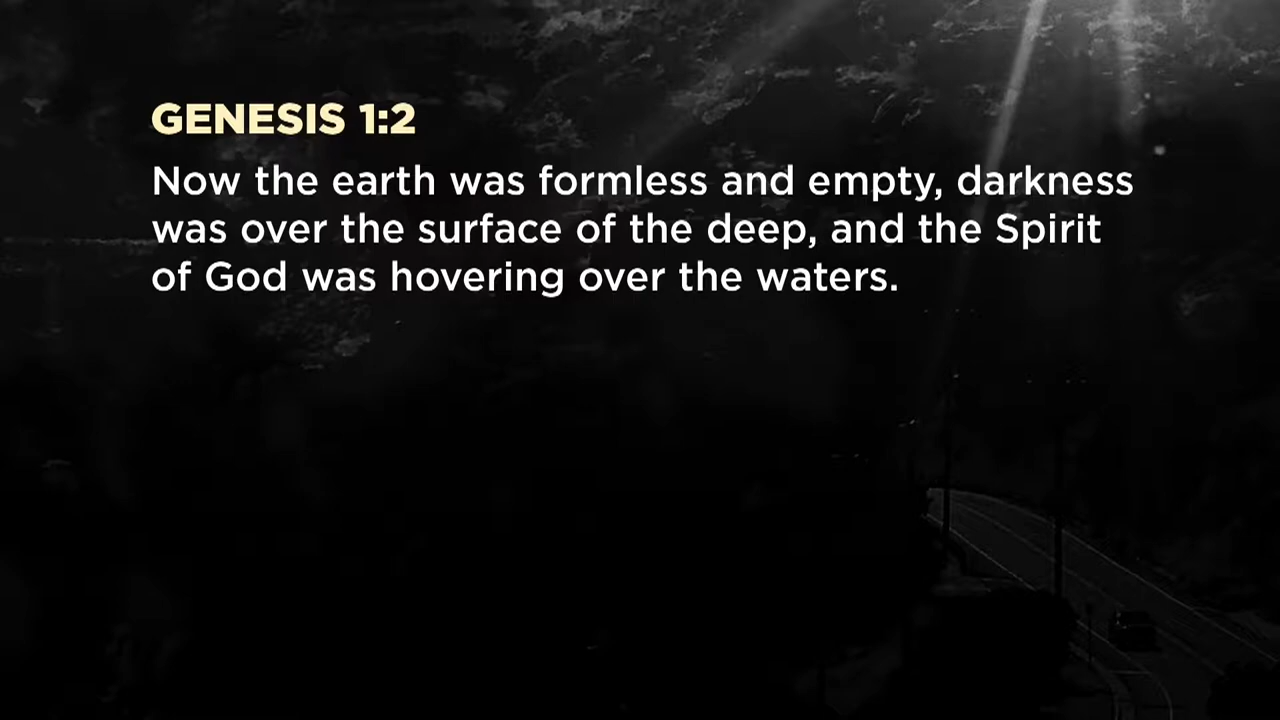 GENESIS 1:2
Now the earth was formless and empty, darkness
was over the surface of the deep, and the Spirit
of God was hovering over the waters.